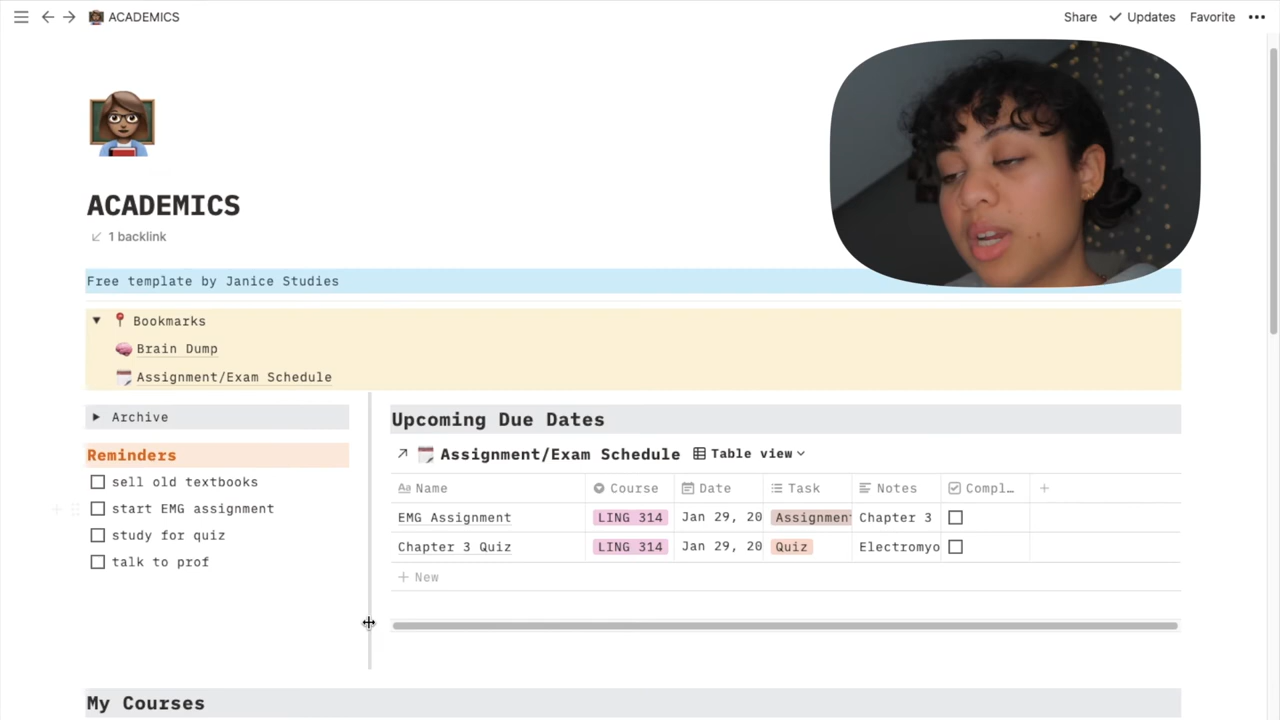 ACADEMICS
Share Updates Favorite •••
ACADEMICS
1 backlink
Free template by Janice Studies
Bookmarks
Brain Dump
Assignment/Exam Schedule
Archive
Reminders
sell old textbooks
start EMG assignment
study for quiz
talk to prof
Upcoming Due Dates
Assignment/Exam Schedule Table view
Aa Name Course Date Task Notes Compl…
EMG Assignment LING 314 Jan 29, 20 Assignmen Chapter 3
Chapter 3 Quiz LING 314 Jan 29, 20 Quiz Electromyo
+ New
My Courses